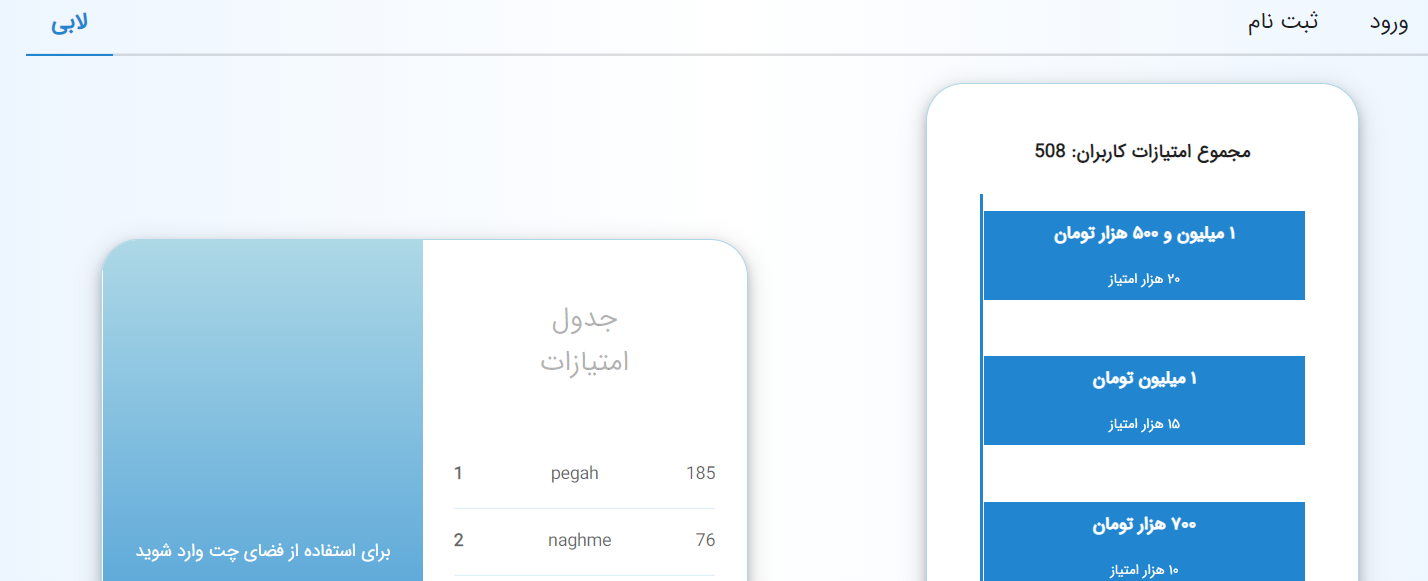 ورود
ثبت نام
لابی
مجموع امتیازات کاربران: 508
۱ میلیون و ۵۰۰ هزار تومان
۲۰ هزار امتیاز
۱ میلیون تومان
۱۵ هزار امتیاز
۷۰۰ هزار تومان
۱۰ هزار امتیاز
جدول
امتیازات
1 pegah 185
2 naghme 76
برای استفاده از فضای چت وارد شوید